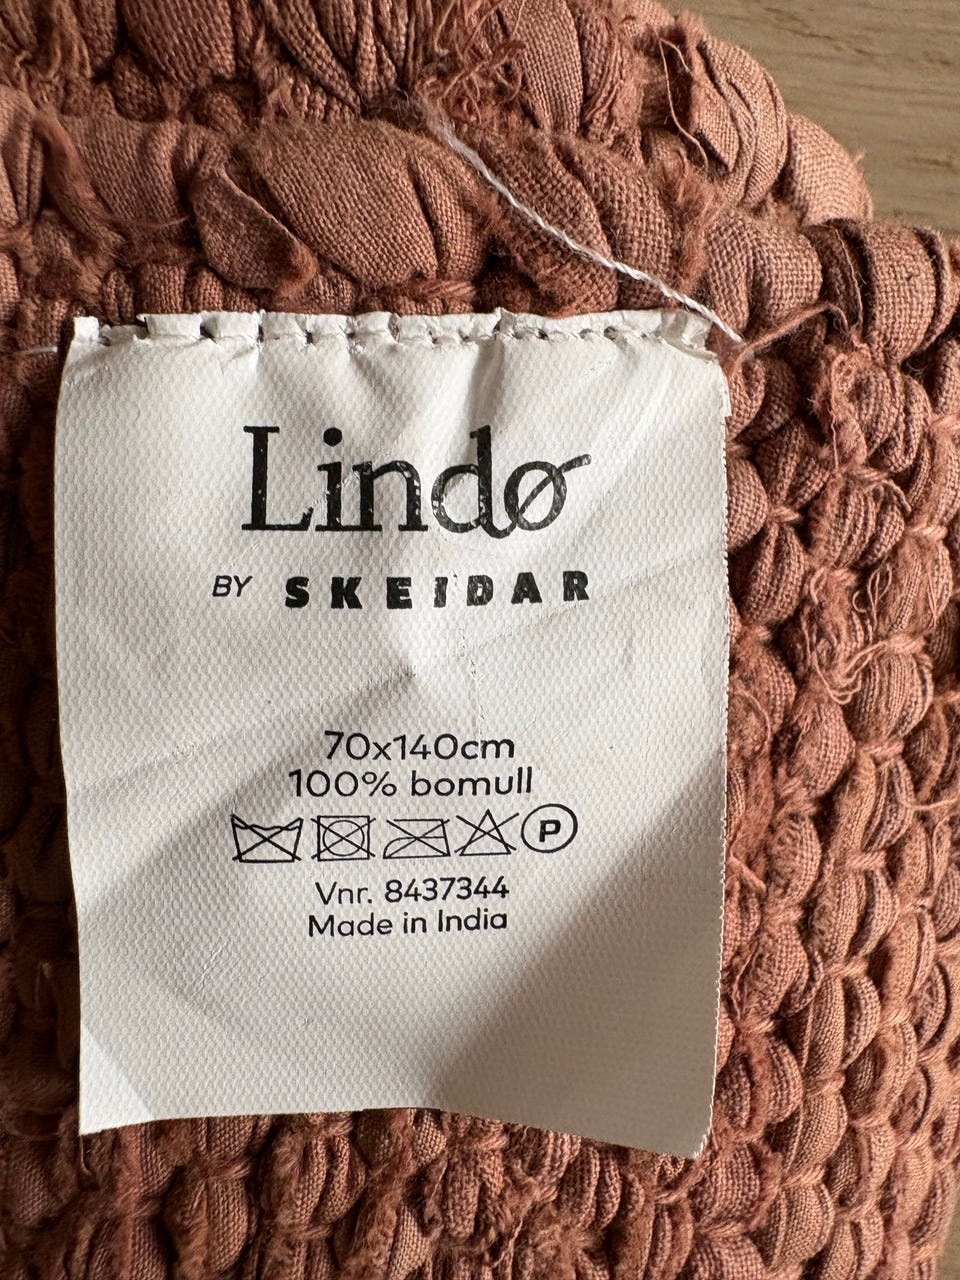 Lindø
BY SKEIDAR
70x140cm
100% bomull
P
Vnr. 8437344
Made in India